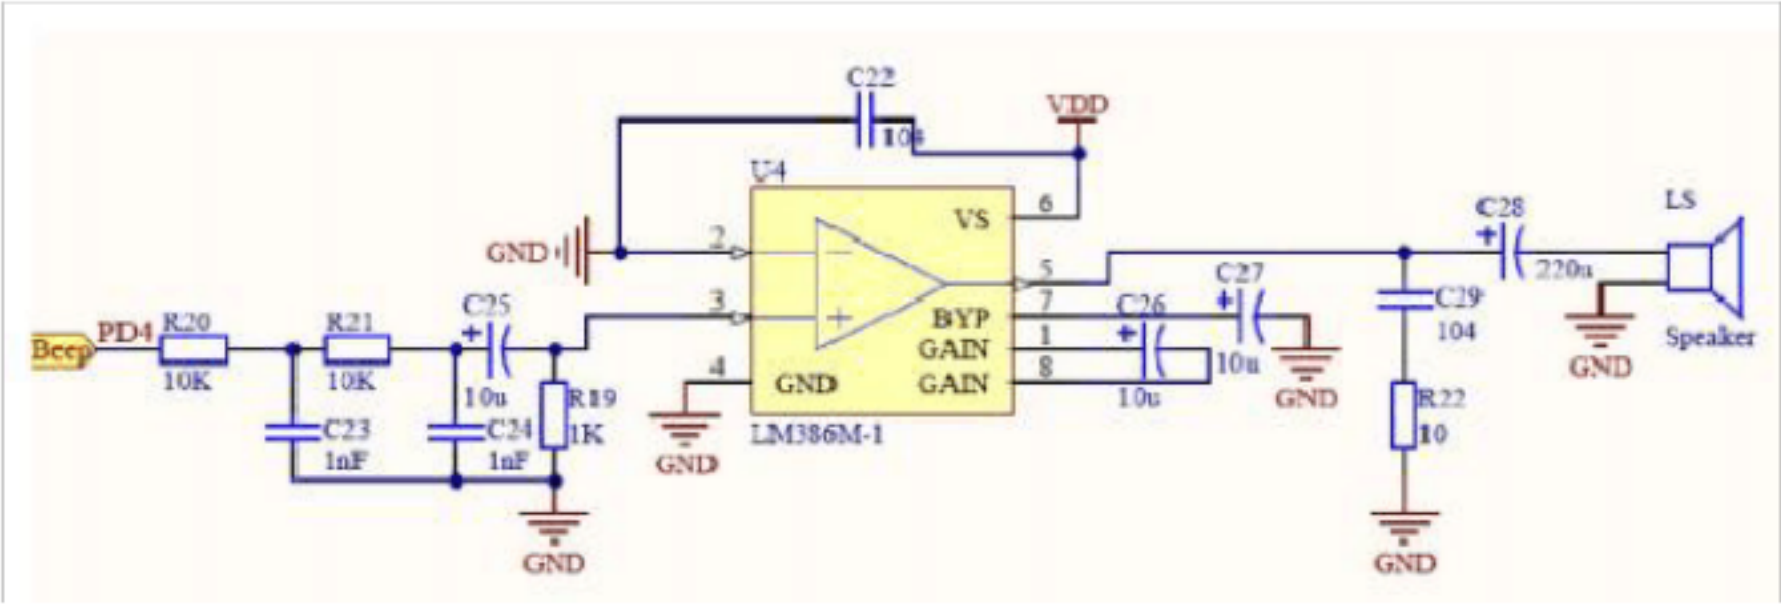 C22
104
VDD
U4
VS
6
GND
2
5
3
7
BYP
1
GAIN
4
GND
8
GAIN
LM386M-1
GND
Beep
PD4
R20
10K
R21
10K
C25
+
10u
R19
1K
C23
1nF
C24
1nF
GND
C26
+
10u
C27
+
10u
GND
C28
+
220u
LS
Speaker
GND
C29
104
R22
10
GND